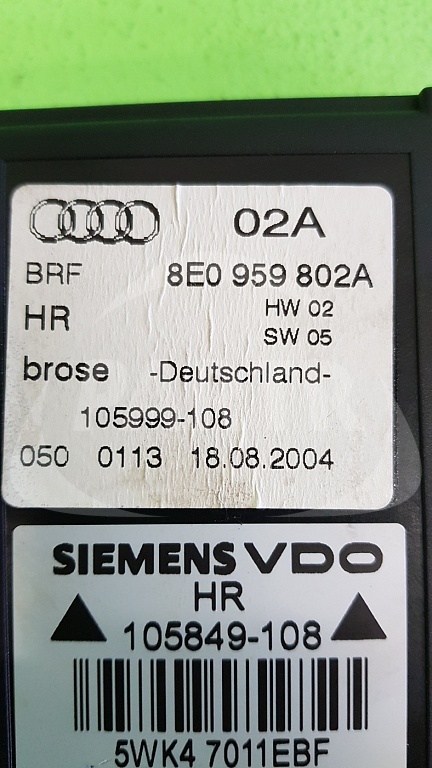 02A
BRF 8E0 959 802A
HR HW 02
SW 05
brose -Deutschland-
105999-108
050 0113 18.08.2004
SIEMENS VDO
HR
105849-108
5WK4 7011EBF